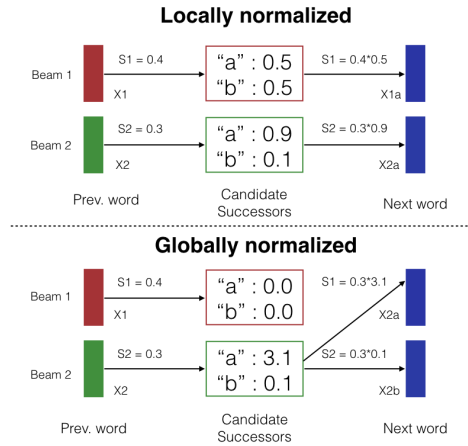 Locally normalized
Beam 1
S1 = 0.4
X1
“a” : 0.5
“b” : 0.5
S1 = 0.4*0.5
X1a
Beam 2
S2 = 0.3
X2
“a” : 0.9
“b” : 0.1
S2 = 0.3*0.9
X2a
Prev. word
Candidate
Successors
Next word
Globally normalized
Beam 1
S1 = 0.4
X1
“a” : 0.0
“b” : 0.0
S1 = 0.3*3.1
X2a
Beam 2
S2 = 0.3
X2
“a” : 3.1
“b” : 0.1
S2 = 0.3*0.1
X2b
Prev. word
Candidate
Successors
Next word